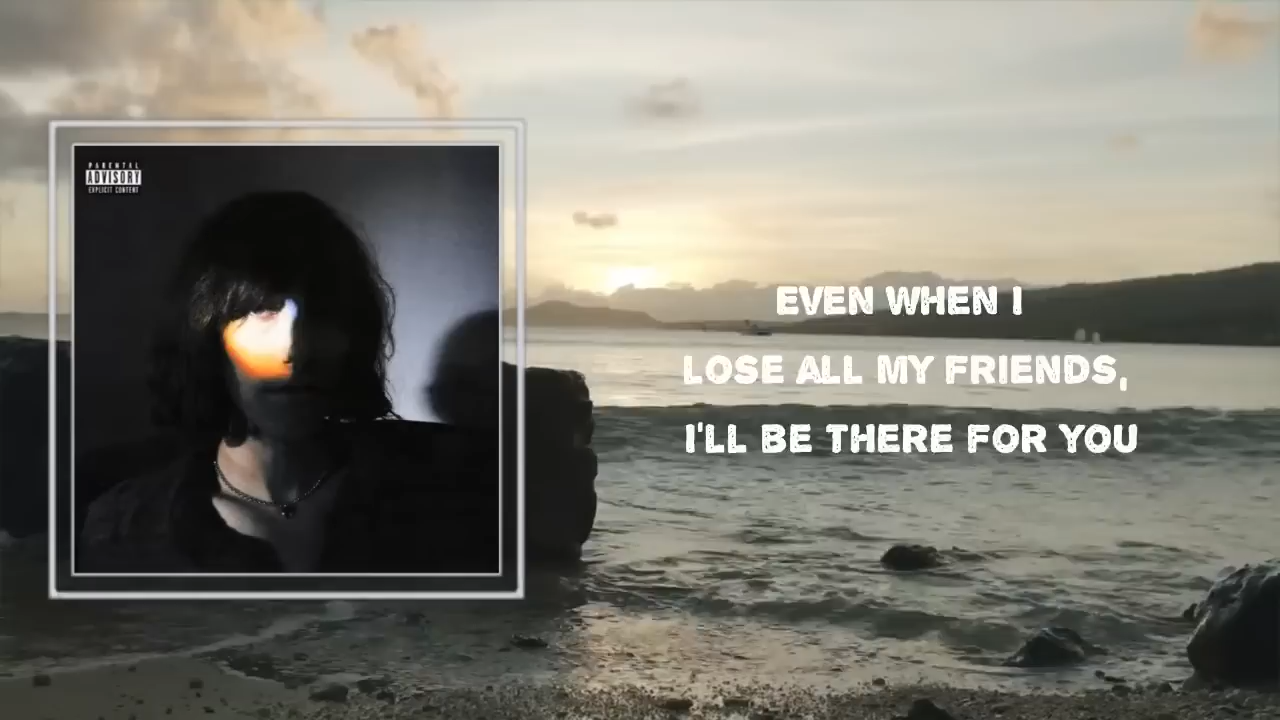 PARENTAL
ADVISORY
EXPLICIT CONTENT
EVEN WHEN I
LOSE ALL MY FRIENDS,
I'LL BE THERE FOR YOU